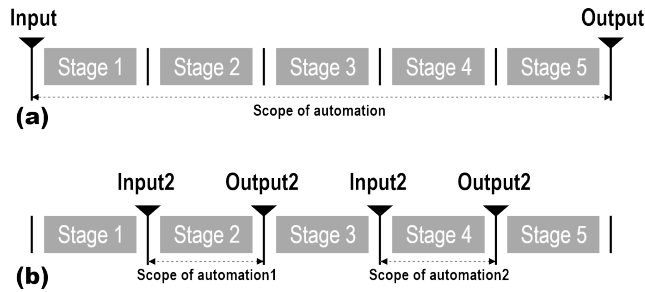 Input Output
Stage 1 Stage 2 Stage 3 Stage 4 Stage 5
Scope of automation
(a)
Input2 Output2 Input2 Output2
Stage 1 Stage 2 Stage 3 Stage 4 Stage 5
Scope of automation1 Scope of automation2
(b)